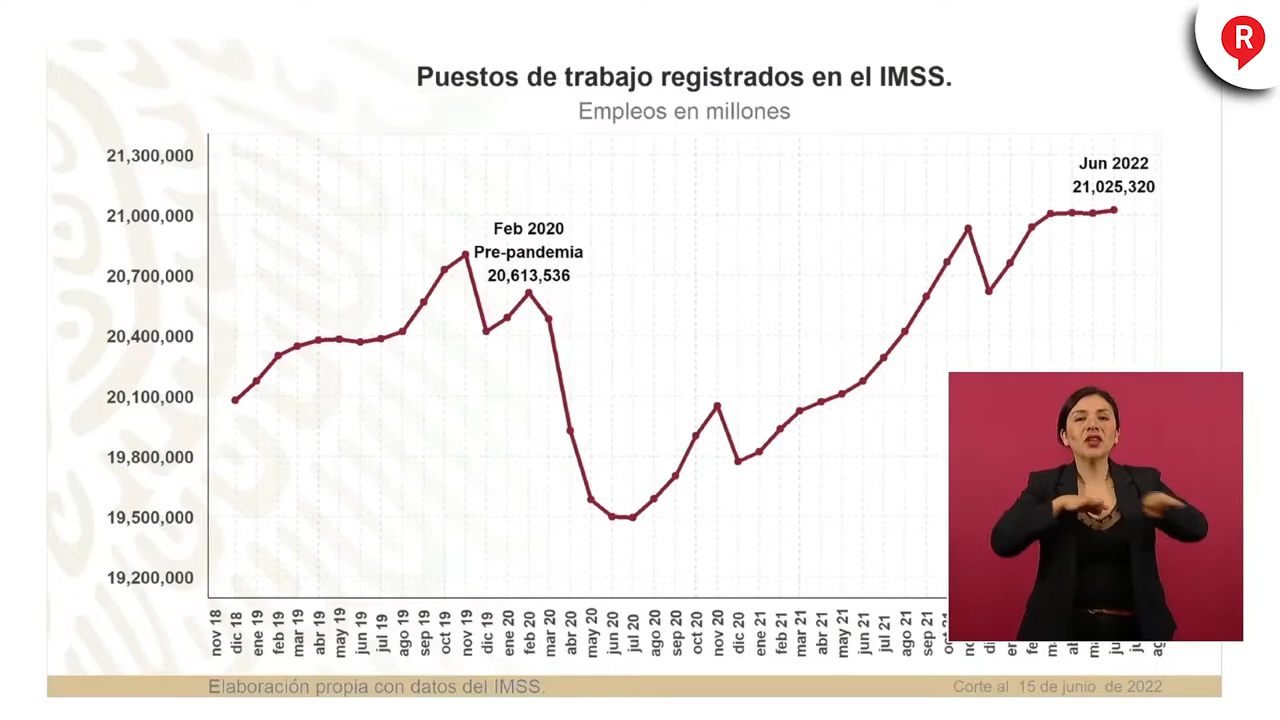 R
Puestos de trabajo registrados en el IMSS.
Empleos en millones
21,300,000
21,000,000
20,700,000
20,400,000
20,100,000
19,800,000
19,500,000
19,200,000
Feb 2020
Pre-pandemia
20,613,536
Jun 2022
21,025,320
nov 18
dic 18
ene 19
feb 19
mar 19
abr 19
may 19
jun 19
jul 19
ago 19
sep 19
oct 19
nov 19
dic 19
ene 20
feb 20
mar 20
abr 20
may 20
jun 20
jul 20
ago 20
sep 20
oct 20
nov 20
dic 20
ene 21
feb 21
mar 21
abr 21
may 21
jun 21
jul 21
ago 21
sep 21
Elaboración propia con datos del IMSS.
Corte al 15 de junio de 2022